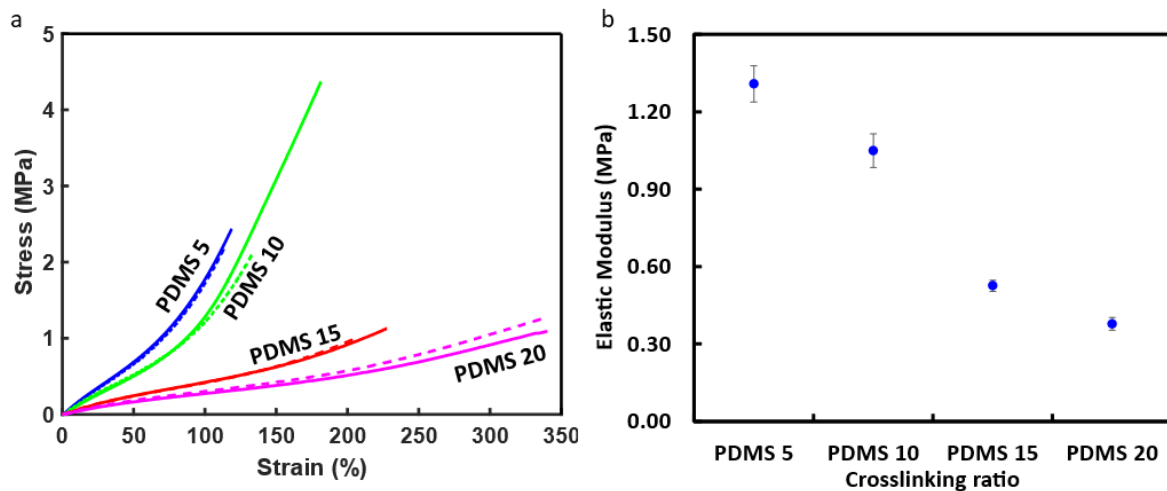 a
5
4
3
2
1
0
Stress (MPa)
PDMS 5
PDMS 10
PDMS 15
PDMS 20
0 50 100 150 200 250 300 350
Strain (%)
b
1.50
1.20
0.90
0.60
0.30
0.00
Elastic Modulus (MPa)
PDMS 5 PDMS 10 PDMS 15 PDMS 20
Crosslinking ratio